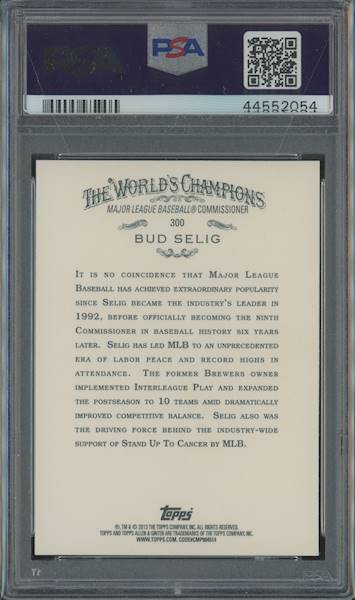 PSA
PSA
44552054
THE WORLD'S CHAMPIONS
MAJOR LEAGUE BASEBALL® COMMISSIONER
300
BUD SELIG
IT IS NO COINCIDENCE THAT MAJOR LEAGUE
BASEBALL HAS ACHIEVED EXTRAORDINARY POPULARITY
SINCE SELIG BECAME THE INDUSTRY'S LEADER IN
1992, BEFORE OFFICIALLY BECOMING THE NINTH
COMMISSIONER IN BASEBALL HISTORY SIX YEARS
LATER. SELIG HAS LED MLB TO AN UNPRECEDENTED
ERA OF LABOR PEACE AND RECORD HIGHS IN
ATTENDANCE. THE FORMER BREWERS OWNER
IMPLEMENTED INTERLEAGUE PLAY AND EXPANDED
THE POSTSEASON TO 10 TEAMS AMID DRAMATICALLY
IMPROVED COMPETITIVE BALANCE. SELIG ALSO WAS
THE DRIVING FORCE BEHIND THE INDUSTRY-WIDE
SUPPORT OF STAND UP TO CANCER BY MLB.
Topps
®, TM & © 2013 THE TOPPS COMPANY, INC. ALL RIGHTS RESERVED.
TOPPS AND TOPPS ALLEN & GINTER ARE TRADEMARKS OF THE TOPPS COMPANY, INC.
WWW.TOPPS.COM. CODE#CMP004514